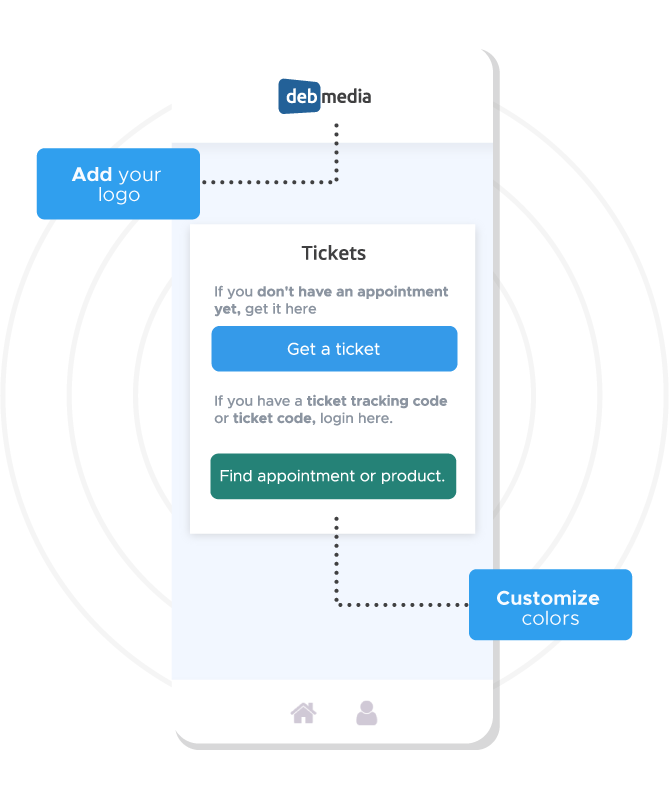 debmedia
Add your
logo
Tickets
If you don't have an appointment
yet, get it here
Get a ticket
If you have a ticket tracking code
or ticket code, login here.
Find appointment or product.
Customize
colors